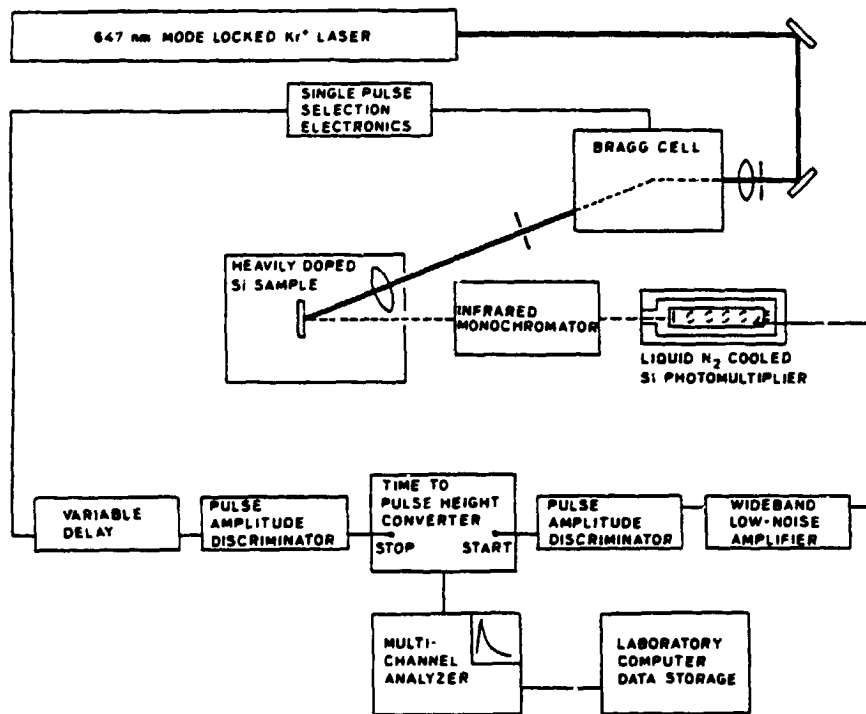 647 nm MODE LOCKED Kr+ LASER
SINGLE PULSE
SELECTION
ELECTRONICS
BRAGG CELL
HEAVILY DOPED
Si SAMPLE
INFRARED
MONOCHROMATOR
LIQUID N2 COOLED
Si PHOTOMULTIPLIER
VARIABLE
DELAY
PULSE
AMPLITUDE
DISCRIMINATOR
TIME TO
PULSE HEIGHT
CONVERTER
STOP START
PULSE
AMPLITUDE
DISCRIMINATOR
WIDEBAND
LOW-NOISE
AMPLIFIER
MULTI-
CHANNEL
ANALYZER
LABORATORY
COMPUTER
DATA STORAGE